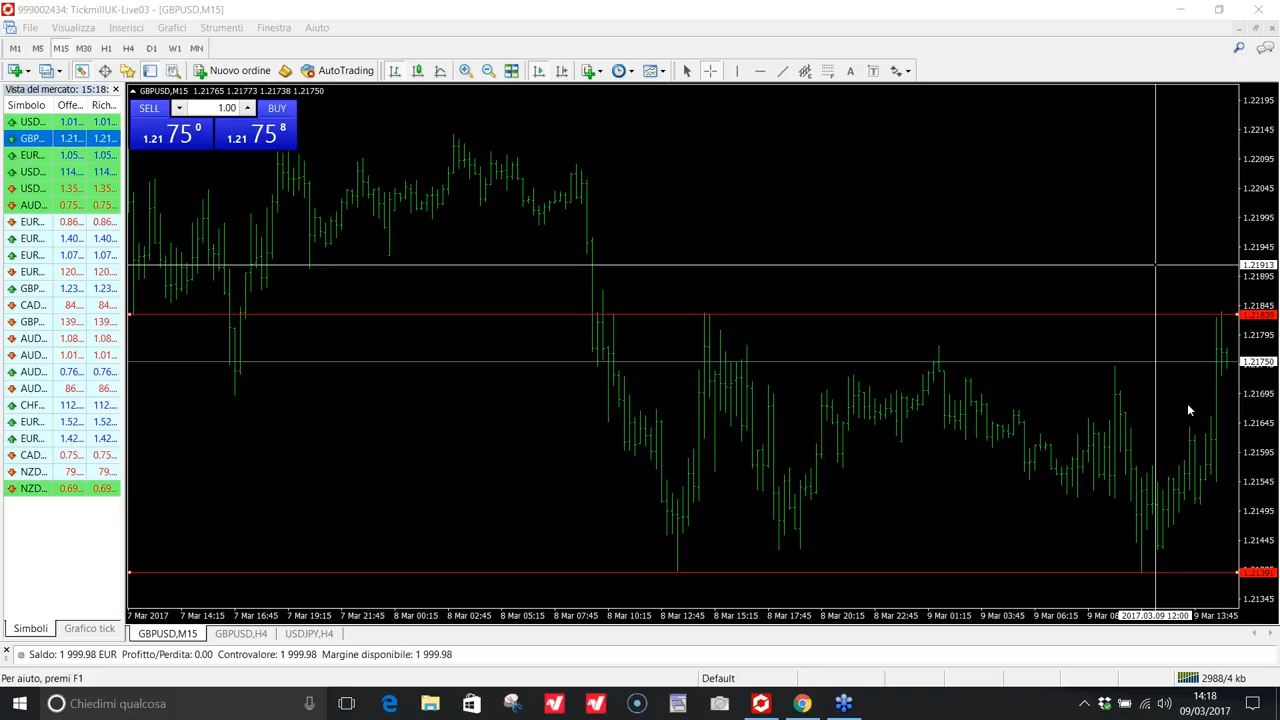 999002434: TickmillUK-Live03 - [GBPUSD,M15]
File Visualizza Inserisci Grafici Strumenti Finestra Aiuto
M1 M5 M15 M30 H1 H4 D1 W1 MN
Nuovo ordine AutoTrading
Vista del mercato: 15:18:
GBPUSD,M15 1.21765 1.21773 1.21738 1.21750
Simbolo Offe... Rich...
SELL 1.00 BUY
1.21 75 0 1.21 75 8
USD... 1.01... 1.01...
GBP... 1.21... 1.21...
EUR... 1.05... 1.05...
USD... 114.... 114....
USD... 1.35... 1.35...
AUD... 0.75... 0.75...
EUR... 0.86... 0.86...
EUR... 1.40... 1.40...
EUR... 1.07... 1.07...
EUR... 120.... 120....
GBP... 1.23... 1.23...
CAD... 84.... 84....
GBP... 139.... 139....
AUD... 1.08... 1.08...
AUD... 1.01... 1.01...
AUD... 0.76... 0.76...
AUD... 86.... 86....
CHF... 112.... 112....
EUR... 1.52... 1.52...
EUR... 1.42... 1.42...
CAD... 0.75... 0.75...
NZD... 79.... 79....
NZD... 0.69... 0.69...
1.22195
1.22145
1.22095
1.22045
1.21995
1.21945
1.21913
1.21895
1.21845
1.21830
1.21795
1.21750
1.21695
1.21645
1.21595
1.21545
1.21495
1.21445
1.21391
1.21345
7 Mar 2017 7 Mar 14:15 7 Mar 16:45 7 Mar 19:15 7 Mar 21:45 8 Mar 00:15 8 Mar 02:45 8 Mar 05:15 8 Mar 07:45 8 Mar 10:15 8 Mar 12:45 8 Mar 15:15 8 Mar 17:45 8 Mar 20:15 8 Mar 22:45 9 Mar 01:15 9 Mar 03:45 9 Mar 06:15 9 Mar 08 2017.03.09 12:00 9 Mar 13:45
Simboli Grafico tick
GBPUSD,M15 GBPUSD,H4 USDJPY,H4
Saldo: 1 999.98 EUR Profitto/Perdita: 0.00 Controvalore: 1 999.98 Margine disponibile: 1 999.98
Per aiuto, premi F1 Default 2988/4 kb
Chiedimi qualcosa
14:18
09/03/2017